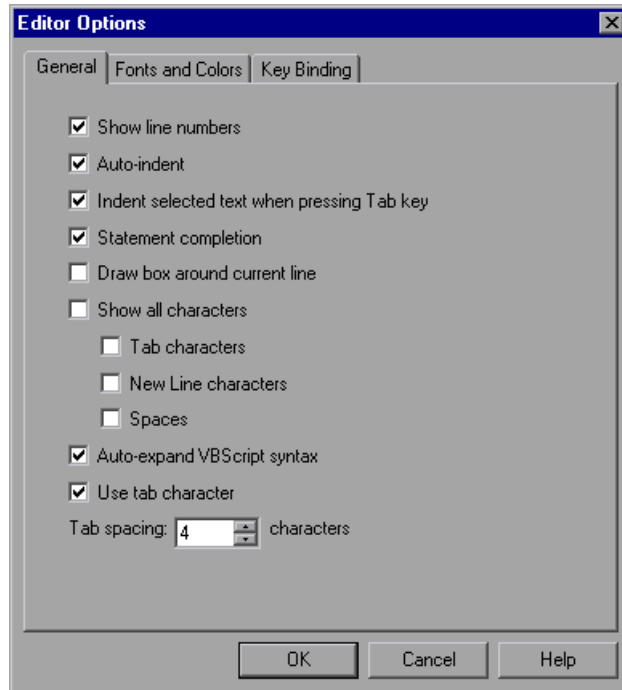 Editor Options
General Fonts and Colors Key Binding
Show line numbers
Auto-indent
Indent selected text when pressing Tab key
Statement completion
Draw box around current line
Show all characters
Tab characters
New Line characters
Spaces
Auto-expand VBScript syntax
Use tab character
Tab spacing: 4 characters
OK Cancel Help